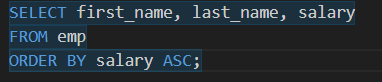 SELECT first_name, last_name, salary
FROM emp
ORDER BY salary ASC;